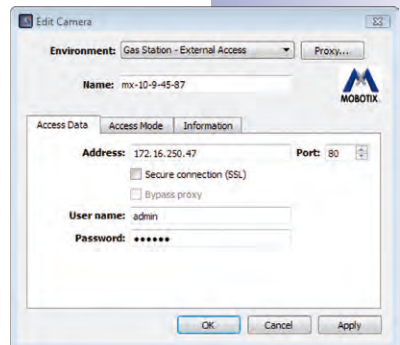 Edit Camera
Environment: Gas Station - External Access Proxy...
Name: mx-10-9-45-87
MOBOTIX
Access Data Access Mode Information
Address: 172.16.250.47 Port: 80
Secure connection (SSL)
Bypass proxy
User name: admin
Password: ●●●●●●
OK Cancel Apply